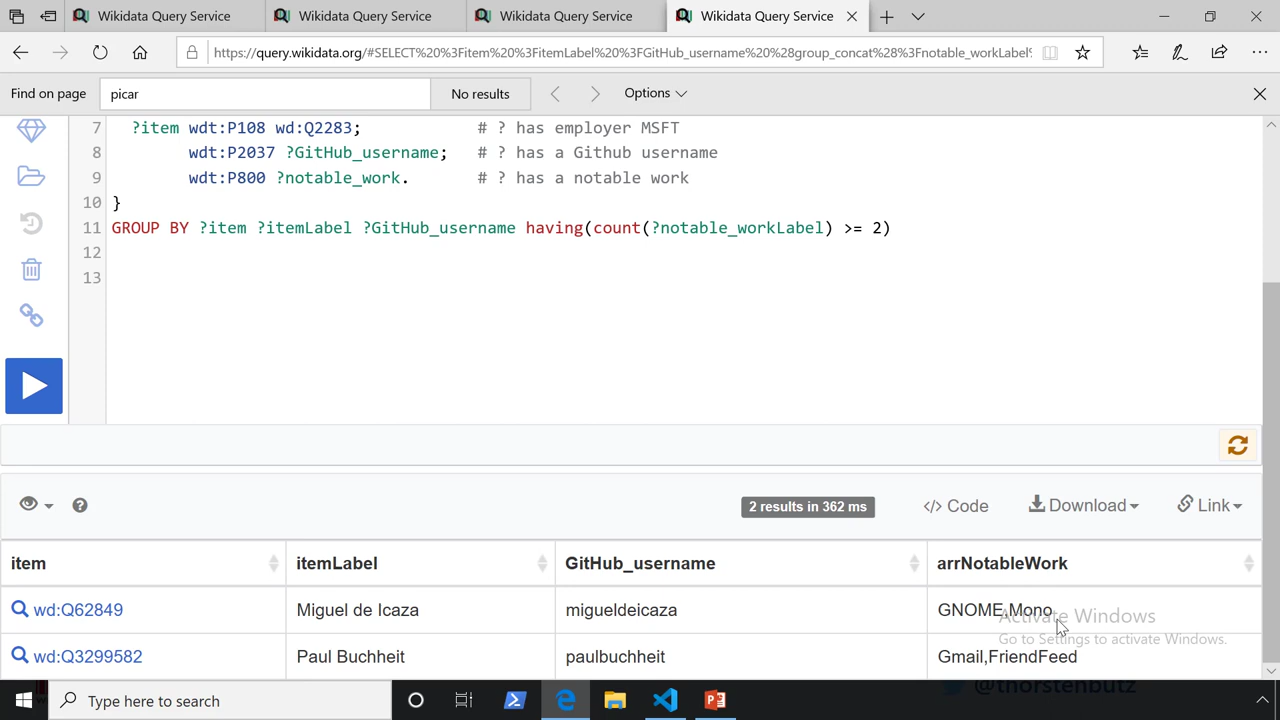 Wikidata Query Service
Wikidata Query Service
Wikidata Query Service
Wikidata Query Service
https://query.wikidata.org/#SELECT%20%3Fitem%20%3FitemLabel%20%3FGitHub_username%20%28group_concat%28%3Fnotable_workLabel%
Find on page
picar
No results
Options
7 ?item wdt:P108 wd:Q2283; # ? has employer MSFT
8 wdt:P2037 ?GitHub_username; # ? has a Github username
9 wdt:P800 ?notable_work. # ? has a notable work
10 }
11 GROUP BY ?item ?itemLabel ?GitHub_username having(count(?notable_workLabel) >= 2)
12
13
2 results in 362 ms
</> Code
Download
Link
item itemLabel GitHub_username arrNotableWork
wd:Q62849 Miguel de Icaza migueldeicaza GNOME,Mono
Activate Windows
Go to Settings to activate Windows.
wd:Q3299582 Paul Buchheit paulbuchheit Gmail,FriendFeed
@thorstenbutz
Type here to search